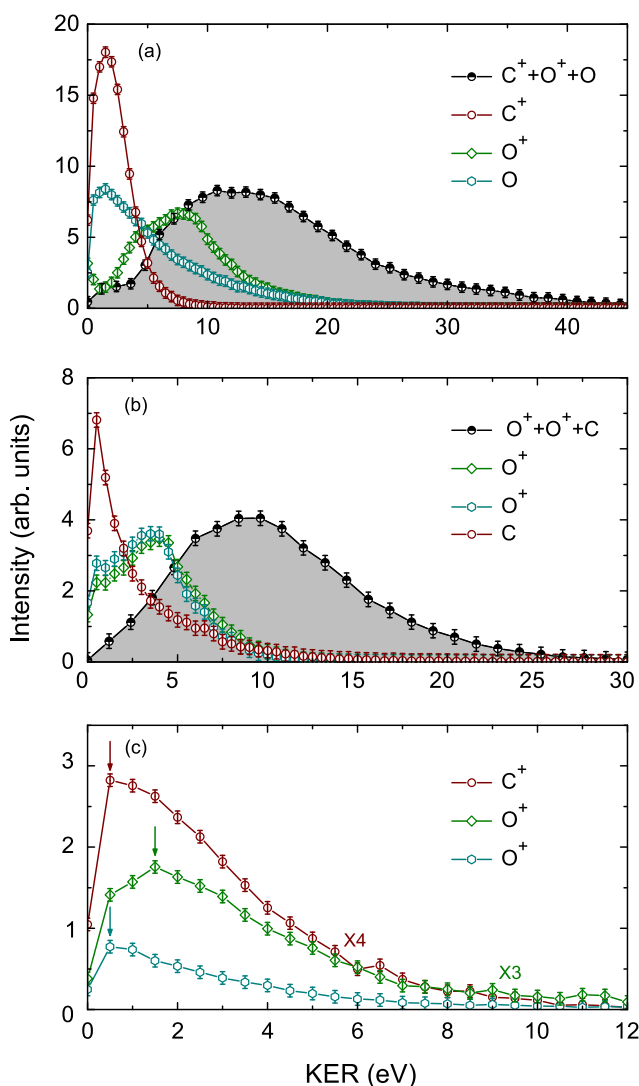 Intensity (arb. units)
20
15
10
5
0
(a)
C⁺+O⁺+O
C⁺
O⁺
O
0 10 20 30 40
8
6
4
2
0
(b)
O⁺+O⁺+C
O⁺
O⁺
C
0 5 10 15 20 25 30
3
2
1
0
(c)
C⁺
O⁺
O⁺
X4
X3
0 2 4 6 8 10 12
KER (eV)